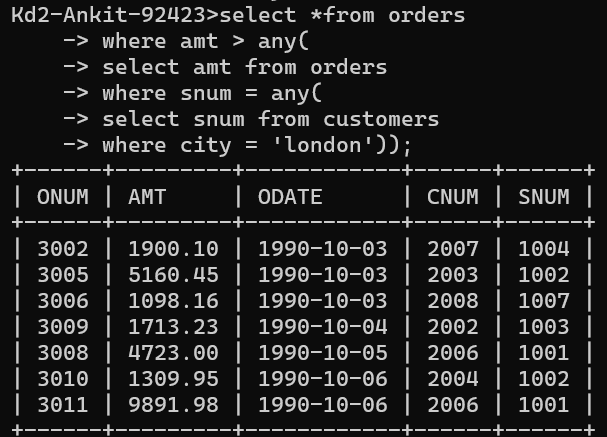 Kd2-Ankit-92423>select *from orders
    -> where amt > any(
    -> select amt from orders
    -> where snum = any(
    -> select snum from customers
    -> where city = 'london'));
+------+---------+------------+------+------+
| ONUM | AMT     | ODATE      | CNUM | SNUM |
+------+---------+------------+------+------+
| 3002 | 1900.10 | 1990-10-03 | 2007 | 1004 |
| 3005 | 5160.45 | 1990-10-03 | 2003 | 1002 |
| 3006 | 1098.16 | 1990-10-03 | 2008 | 1007 |
| 3009 | 1713.23 | 1990-10-04 | 2002 | 1003 |
| 3008 | 4723.00 | 1990-10-05 | 2006 | 1001 |
| 3010 | 1309.95 | 1990-10-06 | 2004 | 1002 |
| 3011 | 9891.98 | 1990-10-06 | 2006 | 1001 |
+------+---------+------------+------+------+